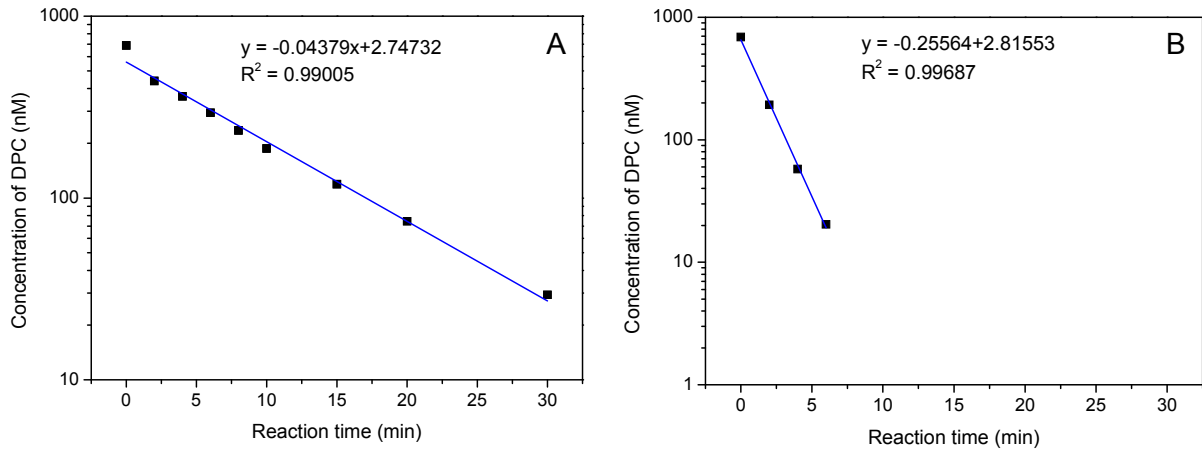 1000
100
10
Concentration of DPC (nM)
y = -0.04379x+2.74732
R² = 0.99005
A
0 5 10 15 20 25 30
Reaction time (min)
1000
100
10
1
Concentration of DPC (nM)
y = -0.25564+2.81553
R² = 0.99687
B
0 5 10 15 20 25 30
Reaction time (min)